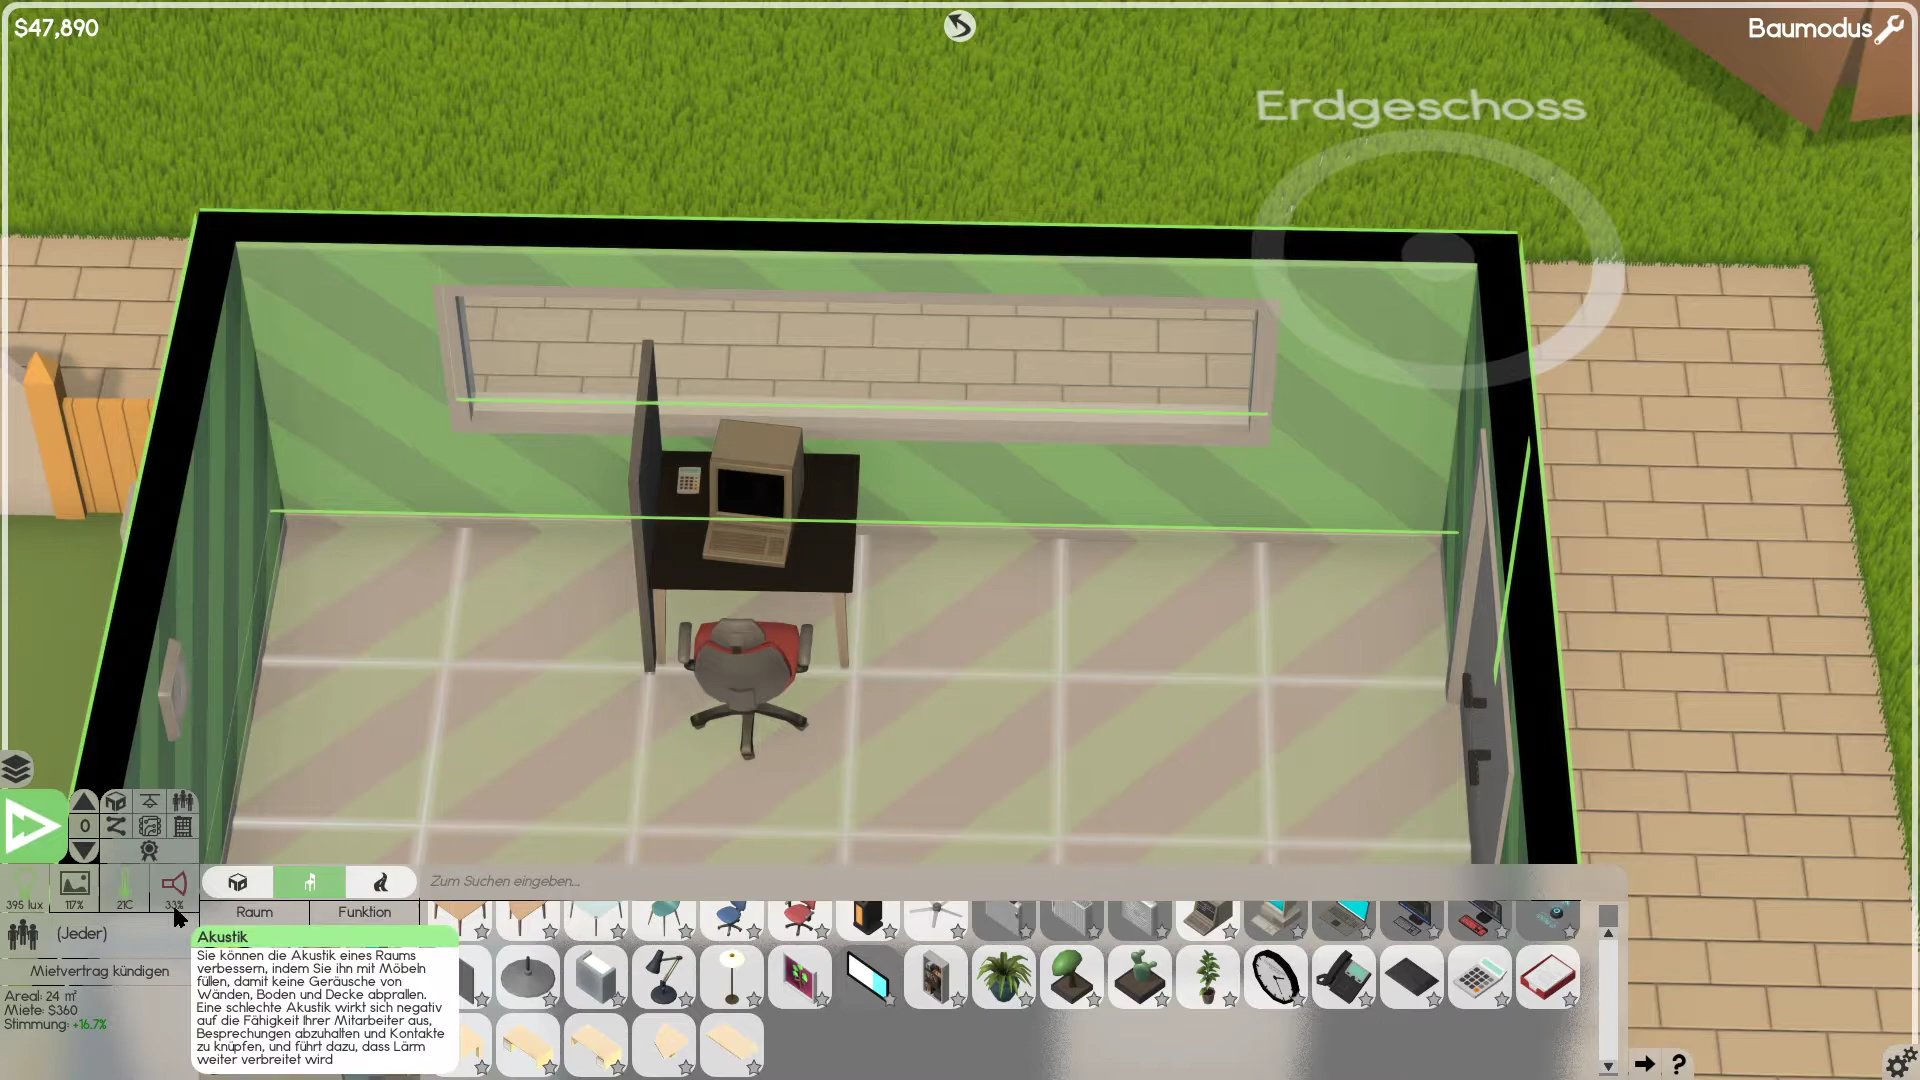 $47,890
Baumodus
Erdgeschoss
0
395 lux
117%
21C
33%
Zum Suchen eingeben...
Raum
Funktion
(Jeder)
Mietvertrag kündigen
Areal: 24 m²
Miete: $360
Stimmung: +16.7%
Akustik
Sie können die Akustik eines Raums
verbessern, indem Sie ihn mit Möbeln
füllen, damit keine Geräusche von
Wänden, Boden und Decke abprallen.
Eine schlechte Akustik wirkt sich negativ
auf die Fähigkeit Ihrer Mitarbeiter aus,
Besprechungen abzuhalten und Kontakte
zu knüpfen, und führt dazu, dass Lärm
weiter verbreitet wird
?